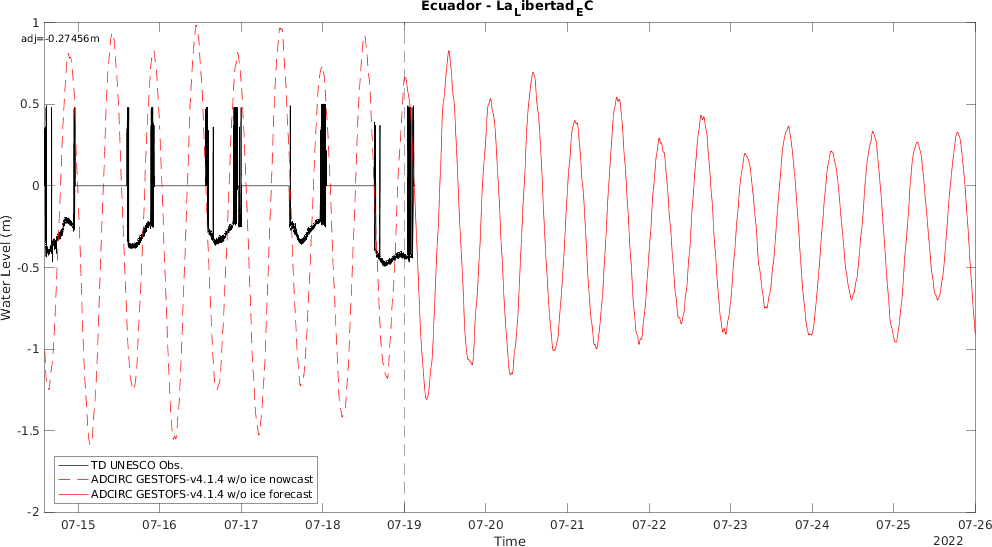 Ecuador - LaLibertadEC
adj=-0.27456m
1
0.5
0
-0.5
-1
-1.5
-2
Water Level (m)
TD UNESCO Obs.
ADCIRC GESTOFS-v4.1.4 w/o ice nowcast
ADCIRC GESTOFS-v4.1.4 w/o ice forecast
07-15 07-16 07-17 07-18 07-19 07-20 07-21 07-22 07-23 07-24 07-25 07-26
Time
2022